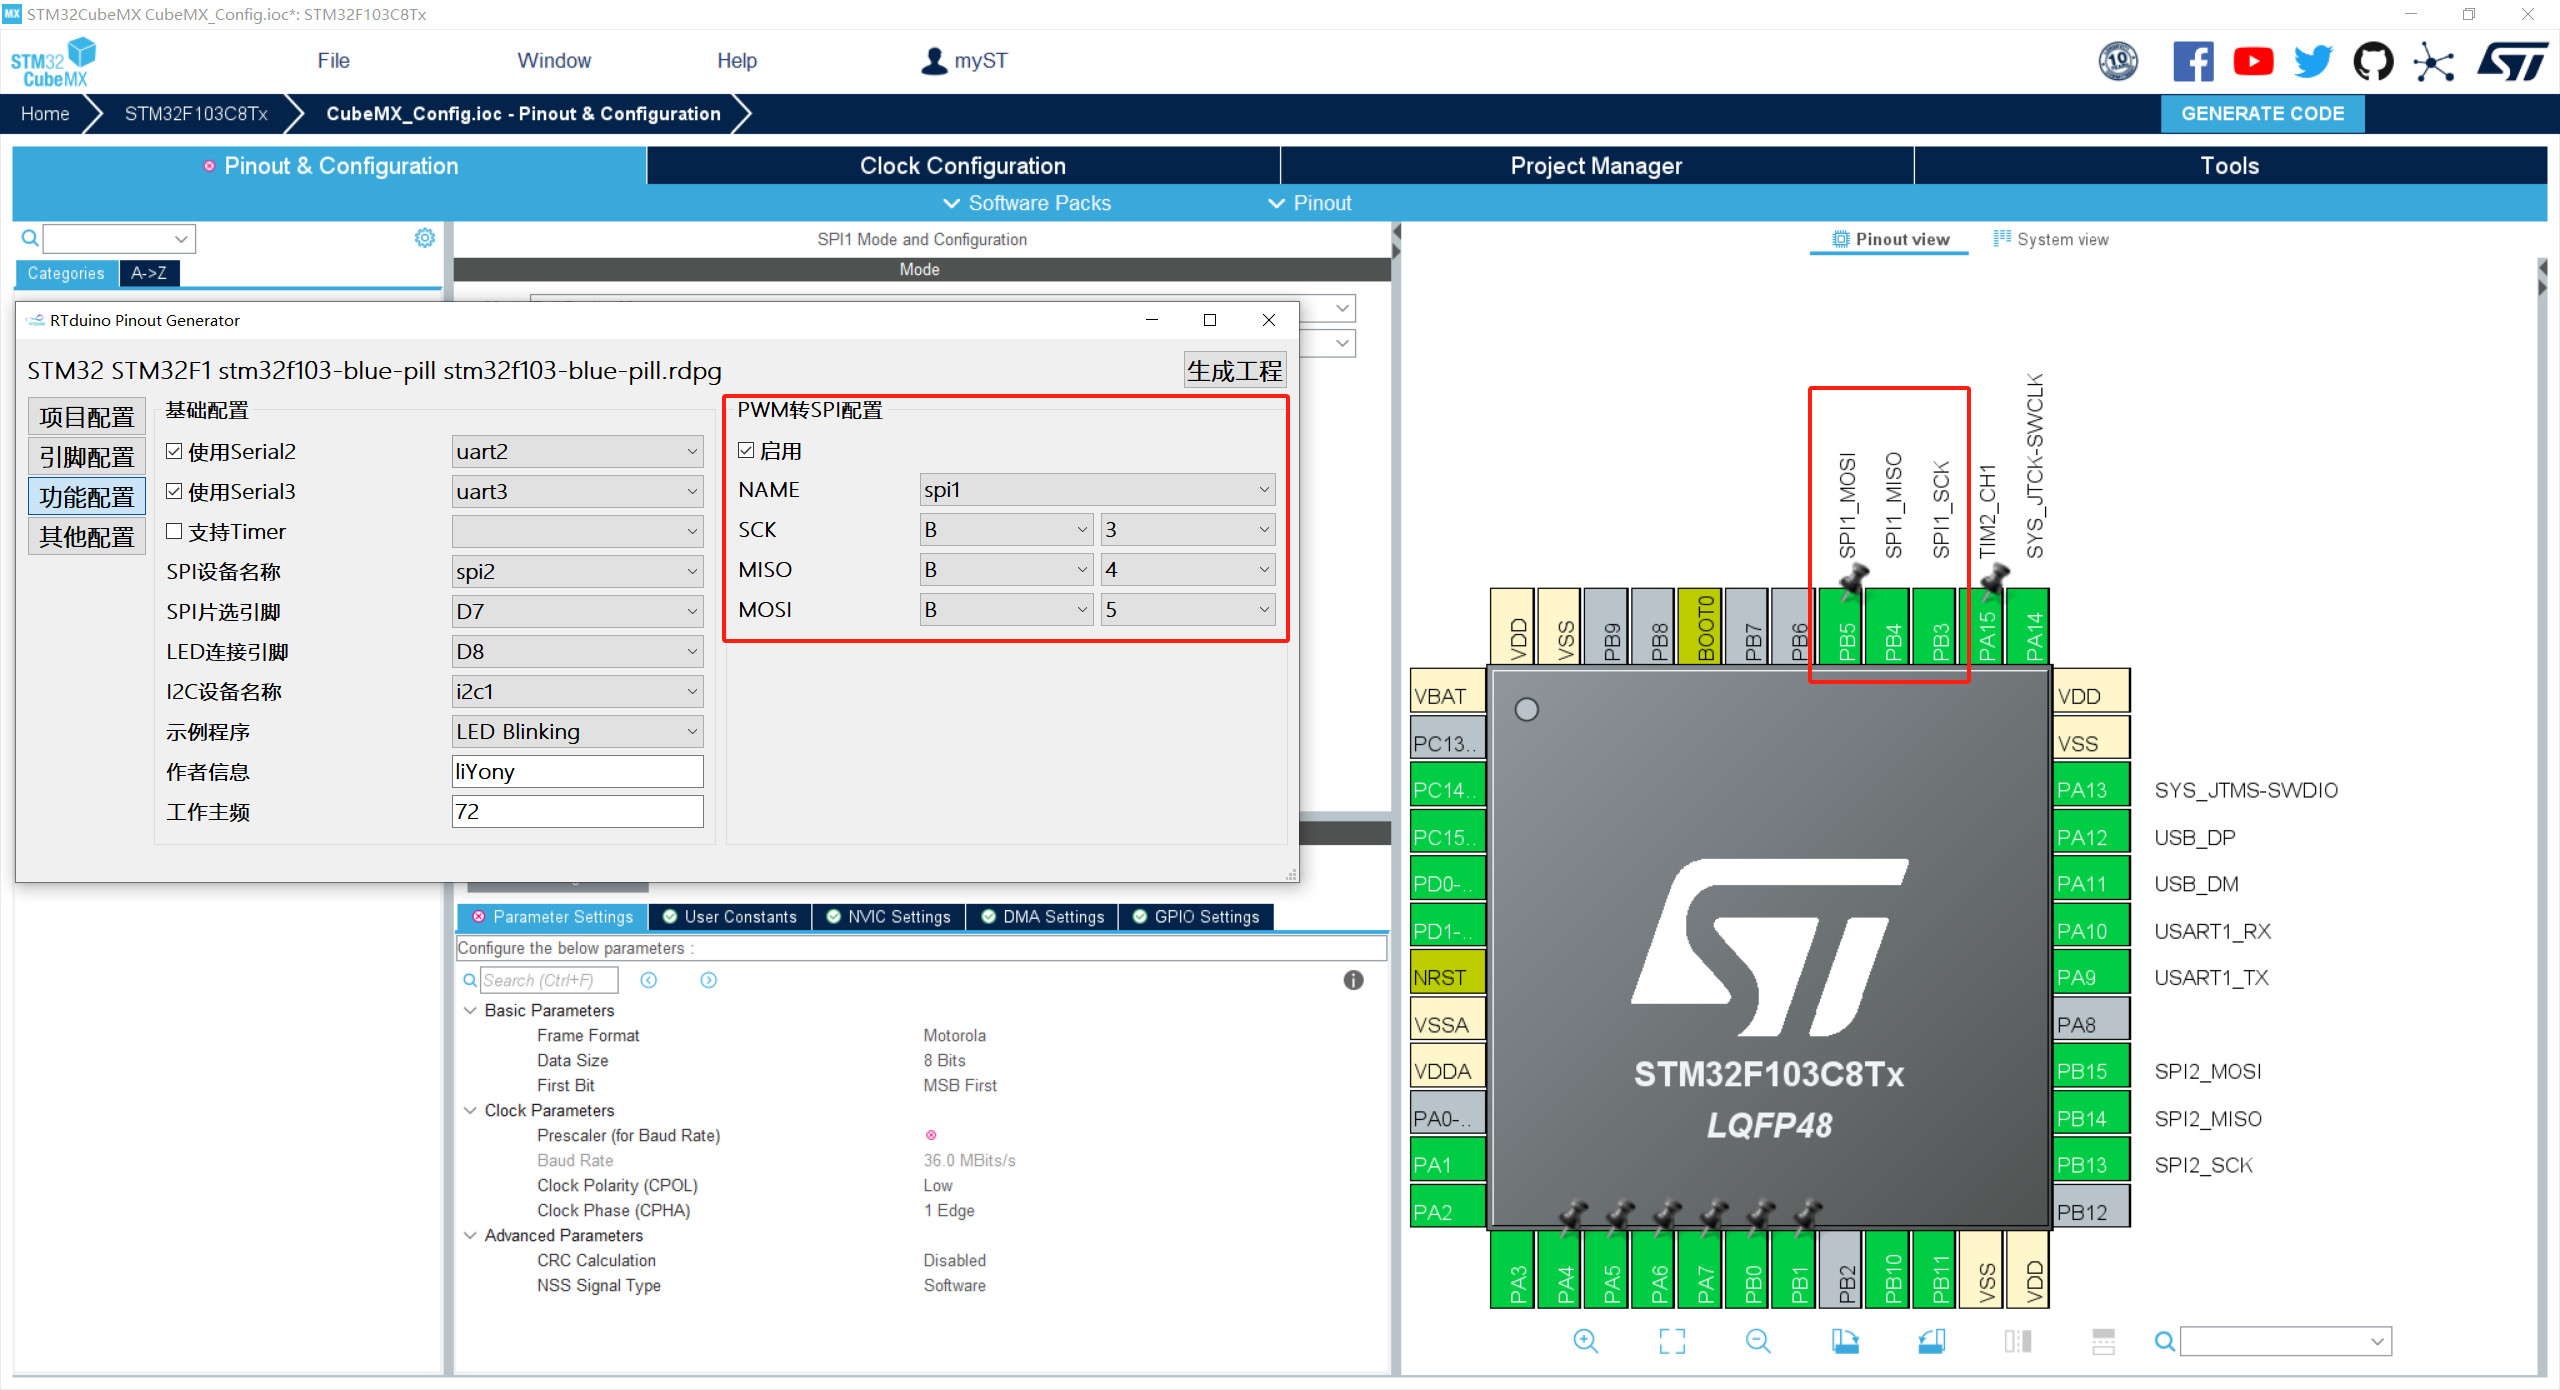 STM32CubeMX CubeMX_Config.ioc*: STM32F103C8Tx
STM32
CubeMX
File
Window
Help
myST
10
Home
STM32F103C8Tx
CubeMX_Config.ioc - Pinout & Configuration
GENERATE CODE
Pinout & Configuration
Clock Configuration
Project Manager
Tools
Software Packs
Pinout
Categories
A->Z
SPI1 Mode and Configuration
Mode
Pinout view
System view
RTduino Pinout Generator
STM32 STM32F1 stm32f103-blue-pill stm32f103-blue-pill.rdpg
生成工程
项目配置
引脚配置
功能配置
其他配置
基础配置
使用Serial2
uart2
使用Serial3
uart3
支持Timer
SPI设备名称
spi2
SPI片选引脚
D7
LED连接引脚
D8
I2C设备名称
i2c1
示例程序
LED Blinking
作者信息
liYony
工作主频
72
PWM转SPI配置
启用
NAME
spi1
SCK
B
3
MISO
B
4
MOSI
B
5
Parameter Settings
User Constants
NVIC Settings
DMA Settings
GPIO Settings
Configure the below parameters :
Search (Ctrl+F)
Basic Parameters
Frame Format
Motorola
Data Size
8 Bits
First Bit
MSB First
Clock Parameters
Prescaler (for Baud Rate)
Baud Rate
36.0 MBits/s
Clock Polarity (CPOL)
Low
Clock Phase (CPHA)
1 Edge
Advanced Parameters
CRC Calculation
Disabled
NSS Signal Type
Software
SPI1_MOSI
SPI1_MISO
SPI1_SCK
TIM2_CH1
SYS_JTCK-SWCLK
VDD
VSS
PB9
PB8
BOOT0
PB7
PB6
PB5
PB4
PB3
PA15
PA14
VBAT
PC13..
PC14..
PC15..
PD0-..
PD1-..
NRST
VSSA
VDDA
PA0-..
PA1
PA2
VDD
VSS
PA13
SYS_JTMS-SWDIO
PA12
USB_DP
PA11
USB_DM
PA10
USART1_RX
PA9
USART1_TX
PA8
PB15
SPI2_MOSI
PB14
SPI2_MISO
PB13
SPI2_SCK
PB12
STM32F103C8Tx
LQFP48
PA3
PA4
PA5
PA6
PA7
PB0
PB1
PB2
PB10
PB11
VSS
VDD